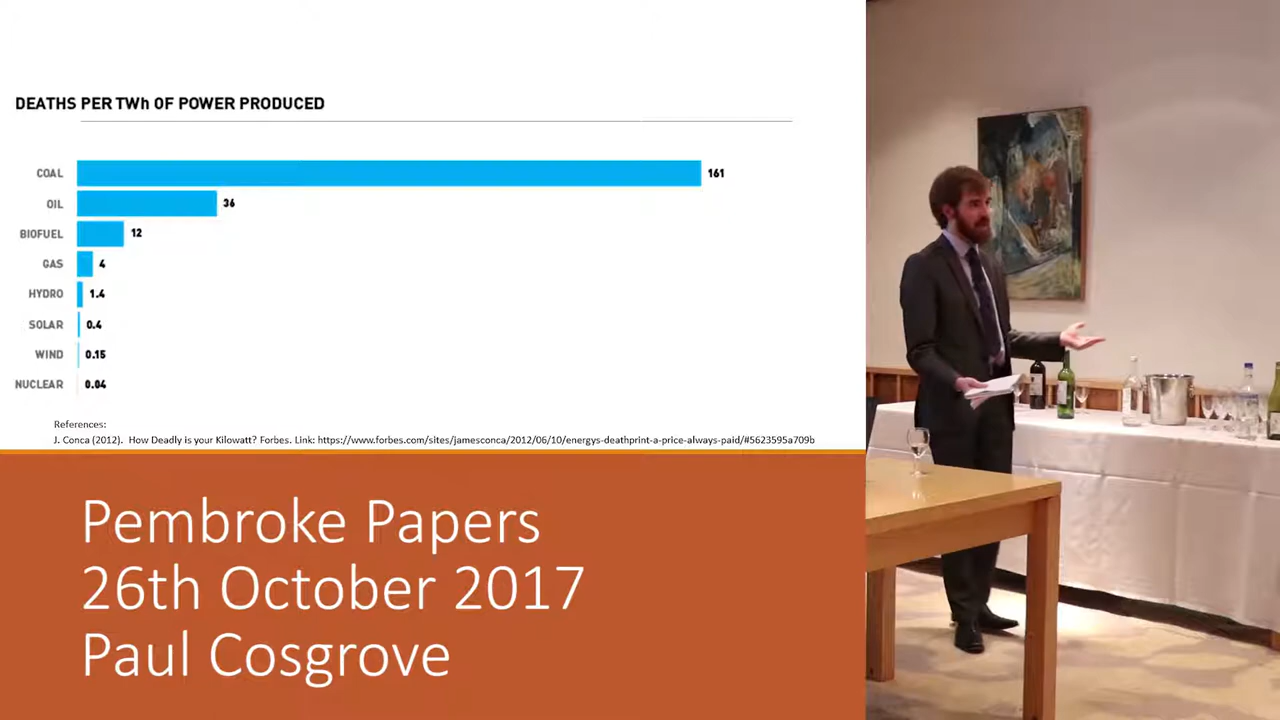 DEATHS PER TWh OF POWER PRODUCED
COAL 161
OIL 36
BIOFUEL 12
GAS 4
HYDRO 1.4
SOLAR 0.4
WIND 0.15
NUCLEAR 0.04
References:
J. Conca (2012). How Deadly is your Kilowatt? Forbes. Link: https://www.forbes.com/sites/jamesconca/2012/06/10/energys-deathprint-a-price-always-paid/#5623595a709b
Pembroke Papers
26th October 2017
Paul Cosgrove